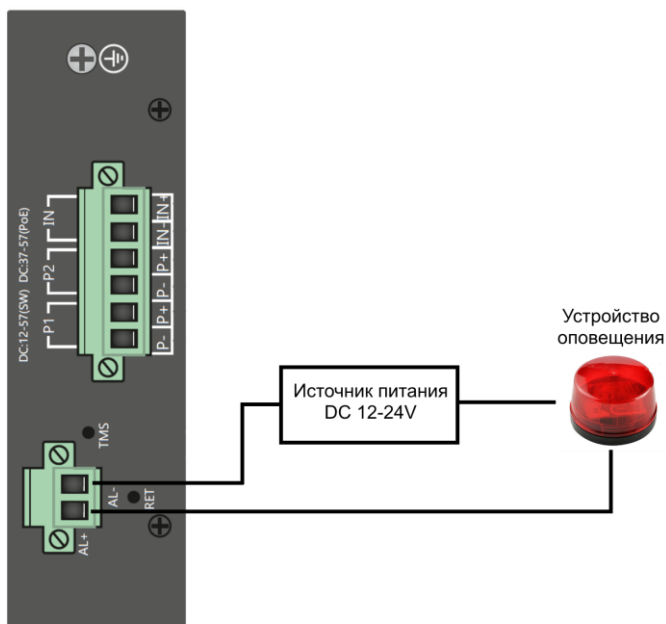 DC:12-57(SW) DC:37-57(PoE)
P1
P2
IN
IN+
IN-
P+
P-
P+
P-
Устройство
оповещения
Источник питания
DC 12-24V
TMS
AL-
RET
AL+